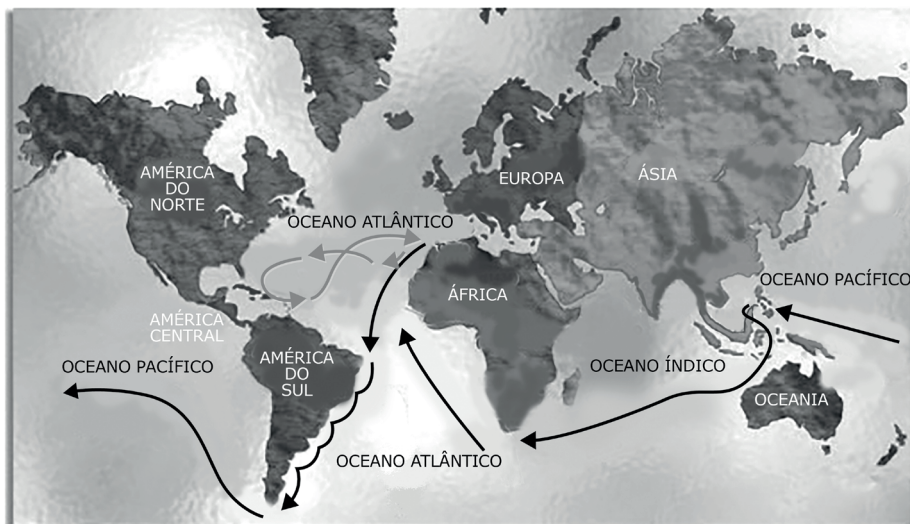 AMÉRICA
DO
NORTE
EUROPA
ÁSIA
OCEANO ATLÂNTICO
OCEANO PACÍFICO
ÁFRICA
AMÉRICA
CENTRAL
OCEANO PACÍFICO
AMÉRICA
DO
SUL
OCEANO ÍNDICO
OCEANIA
OCEANO ATLÂNTICO